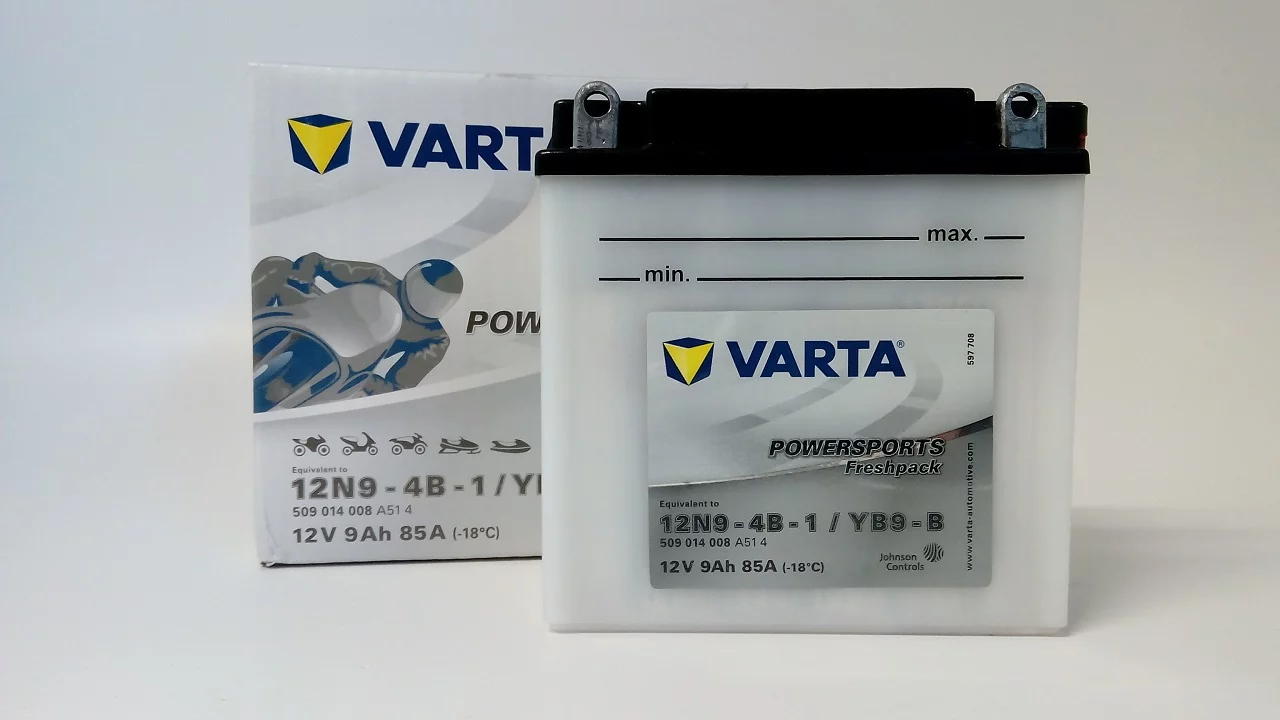 VART
POW
Equivalent to
12N9 - 4B - 1 / Y
509 014 008 A51 4
12V 9Ah 85A (-18°C)
max.
min.
VARTA®
597 708
POWERSPORTS
Freshpack
Equivalent to
12N9 - 4B - 1 / YB9 - B
509 014 008 A51 4
12V 9Ah 85A (-18°C)
Johnson
Controls
www.varta-automotive.com